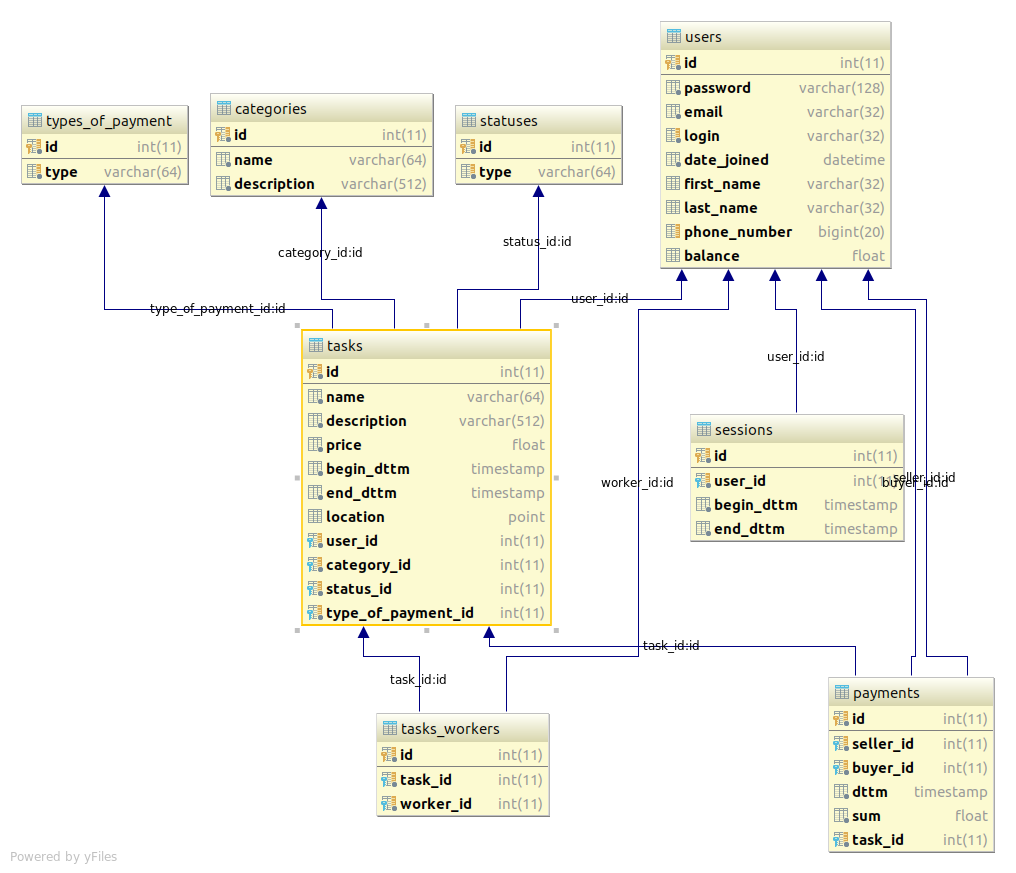 users
id int(11)
password varchar(128)
email varchar(32)
login varchar(32)
date_joined datetime
first_name varchar(32)
last_name varchar(32)
phone_number bigint(20)
balance float
types_of_payment
id int(11)
type varchar(64)
categories
id int(11)
name varchar(64)
description varchar(512)
statuses
id int(11)
type varchar(64)
status_id:id
category_id:id
type_of_payment_id:id
user_id:id
tasks
id int(11)
name varchar(64)
description varchar(512)
price float
begin_dttm timestamp
end_dttm timestamp
location point
user_id int(11)
category_id int(11)
status_id int(11)
type_of_payment_id int(11)
user_id:id
sessions
id int(11)
user_id int(11)
begin_dttm timestamp
end_dttm timestamp
worker_id:id
seller_id:id
buyer_id:id
task_id:id
task_id:id
tasks_workers
id int(11)
task_id int(11)
worker_id int(11)
payments
id int(11)
seller_id int(11)
buyer_id int(11)
dttm timestamp
sum float
task_id int(11)
Powered by yFiles